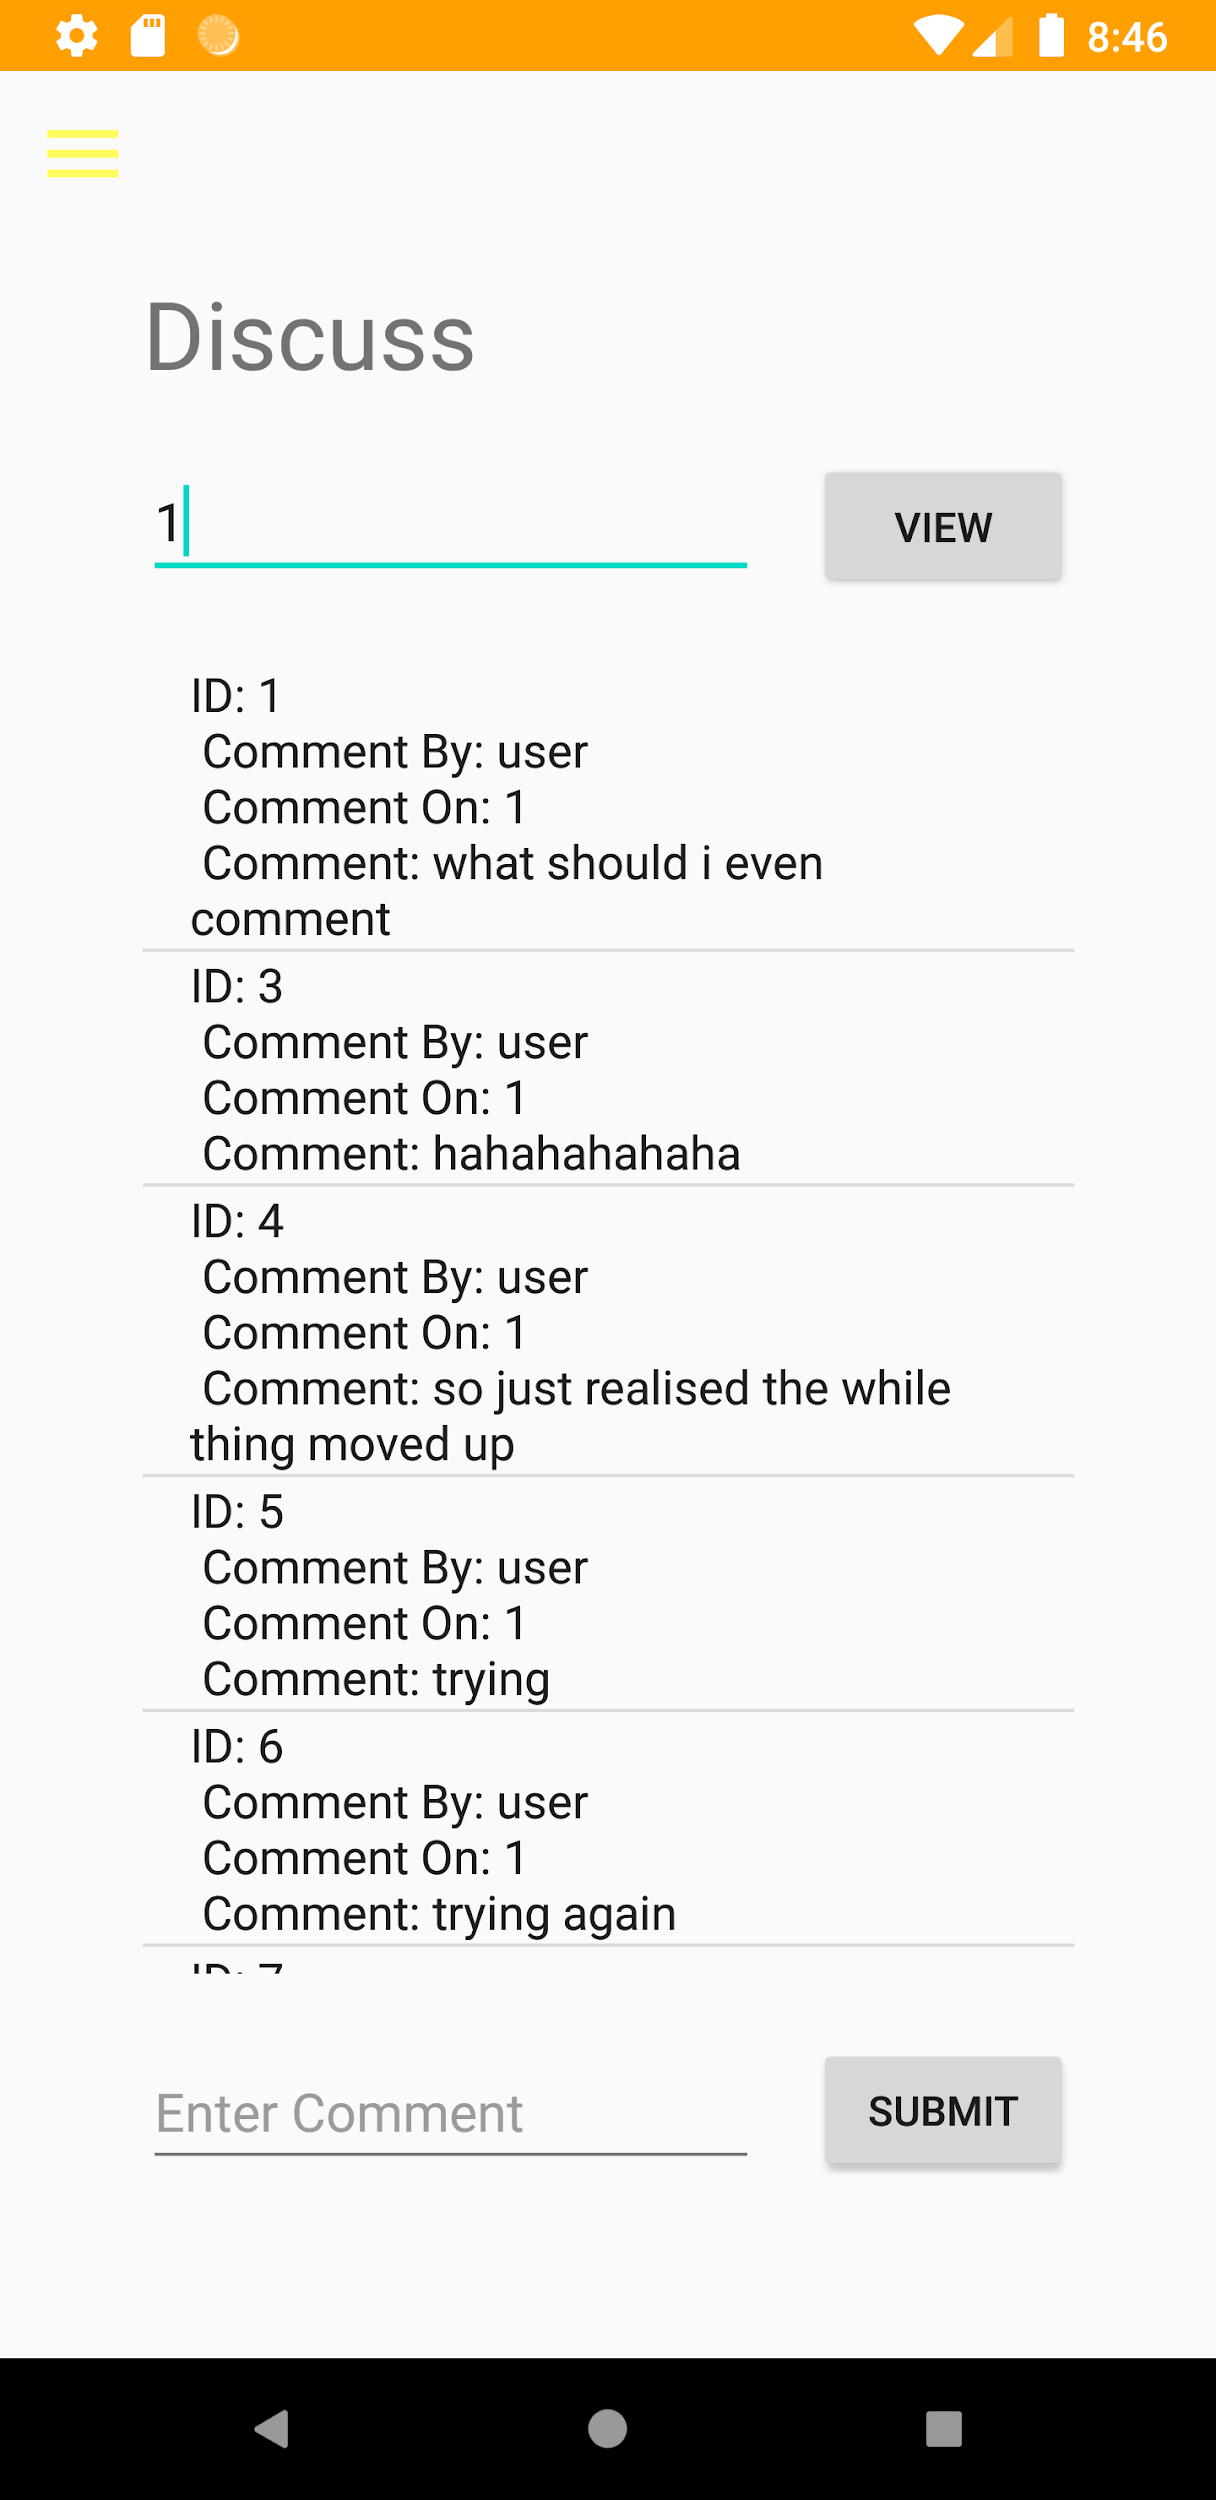 8:46
Discuss
1
VIEW
ID: 1
Comment By: user
Comment On: 1
Comment: what should i even
comment
ID: 3
Comment By: user
Comment On: 1
Comment: hahahahahaha
ID: 4
Comment By: user
Comment On: 1
Comment: so just realised the while
thing moved up
ID: 5
Comment By: user
Comment On: 1
Comment: trying
ID: 6
Comment By: user
Comment On: 1
Comment: trying again
ID: 7
Enter Comment
SUBMIT